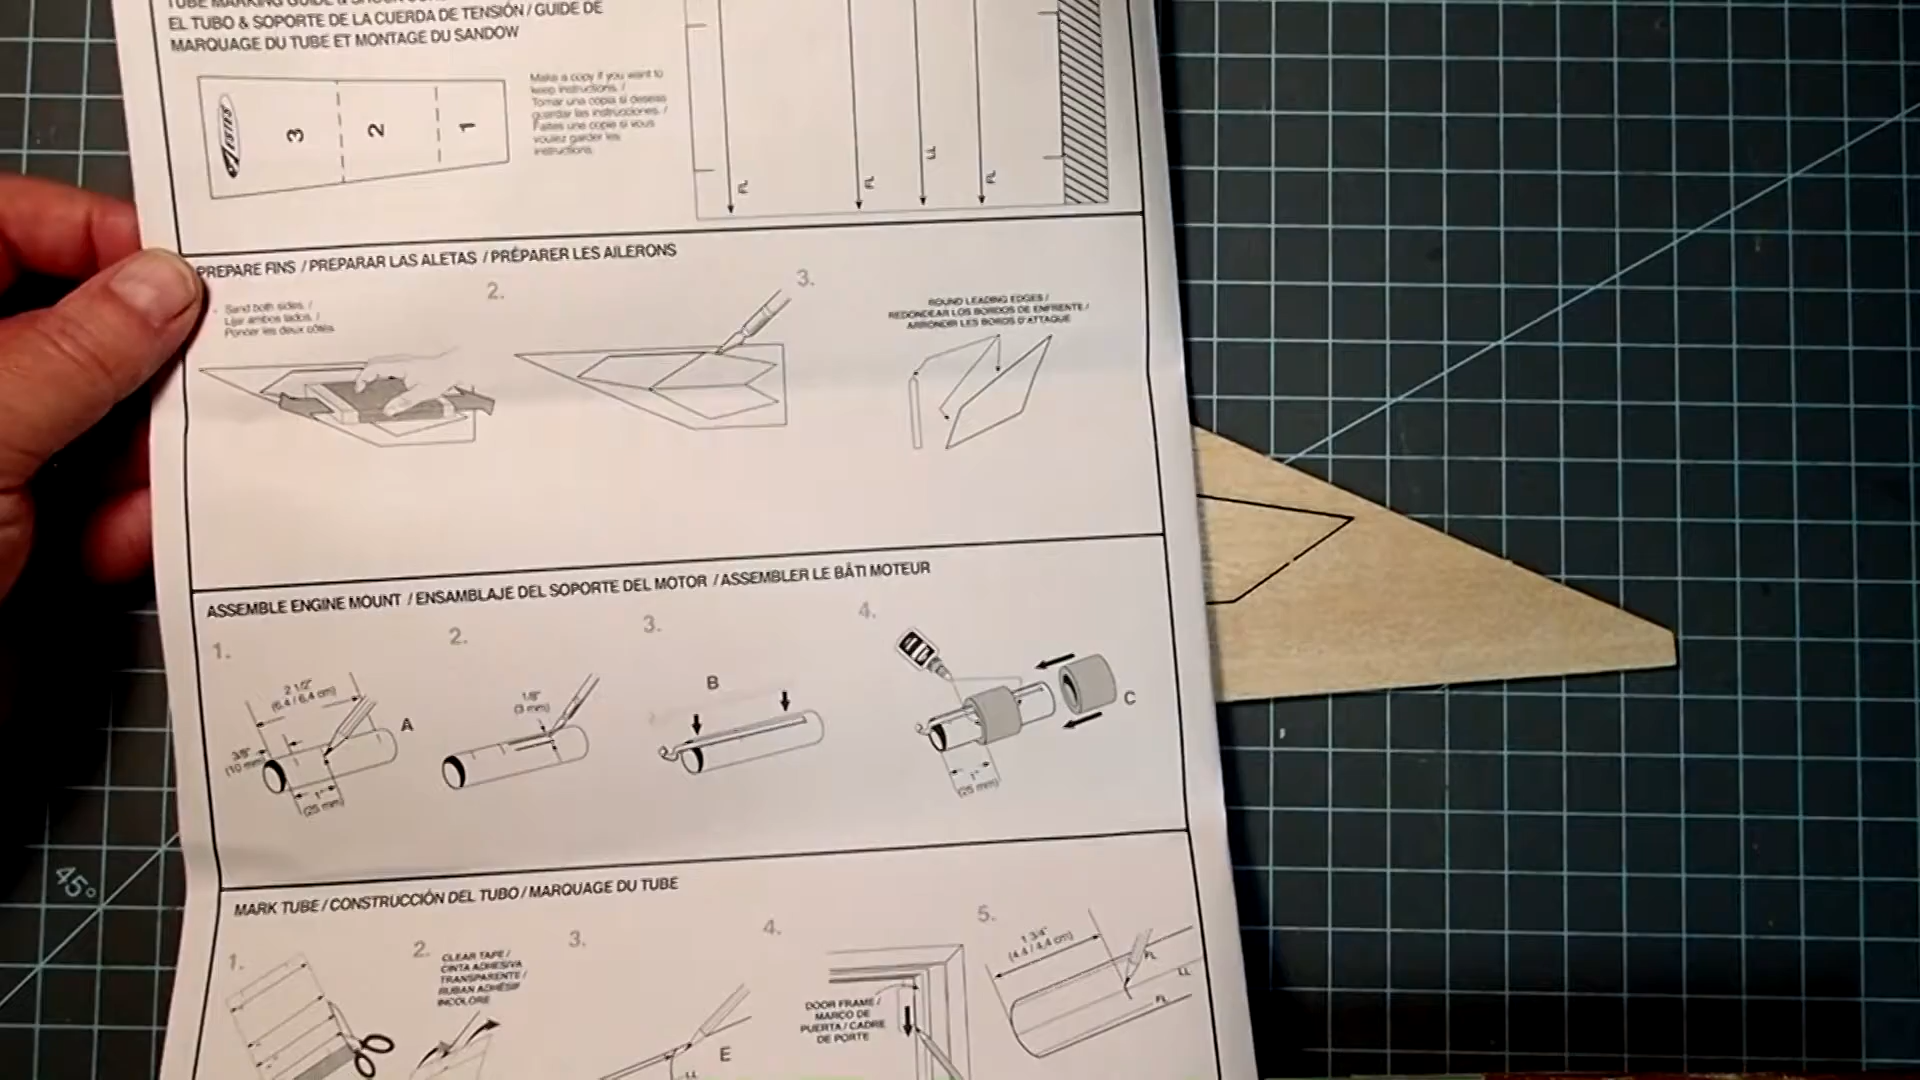 EL TUBO & SOPORTE DE LA CUERDA DE TENSIÓN / GUIDE DE
MARQUAGE DU TUBE ET MONTAGE DU SANDOW
ESTES
3
2
1
Make a copy if you want to
keep instructions. /
Tomar una copia si deseas
guardar las instrucciones. /
Faites une copie si vous
voulez garder les
instructions.
FL
FL
LL
FL
PREPARE FINS / PREPARAR LAS ALETAS / PRÉPARER LES AILERONS
Sand both sides. /
Lijar ambos lados. /
Poncer les deux côtés.
2.
3.
ROUND LEADING EDGES /
REDONDEAR LOS BORDOS DE ENFRENTE /
ARRONDIR LES BORDS D'ATTAQUE
ASSEMBLE ENGINE MOUNT / ENSAMBLAJE DEL SOPORTE DEL MOTOR / ASSEMBLER LE BÂTI MOTEUR
1.
2 1/2"
(6.4 / 6,4 cm)
A
3/8"
(10 mm)
1"
(25 mm)
2.
1/8"
(3 mm)
3.
B
4.
C
1"
(25 mm)
MARK TUBE / CONSTRUCCIÓN DEL TUBO / MARQUAGE DU TUBE
1.
2.
CLEAR TAPE /
CINTA ADHESIVA
TRANSPARENTE /
RUBAN ADHÉSIF
INCOLORE
3.
E
LL
4.
DOOR FRAME /
MARCO DE
PUERTA / CADRE
DE PORTE
5.
1 3/4"
(4.4 / 4,4 cm)
FL
LL
FL
45°